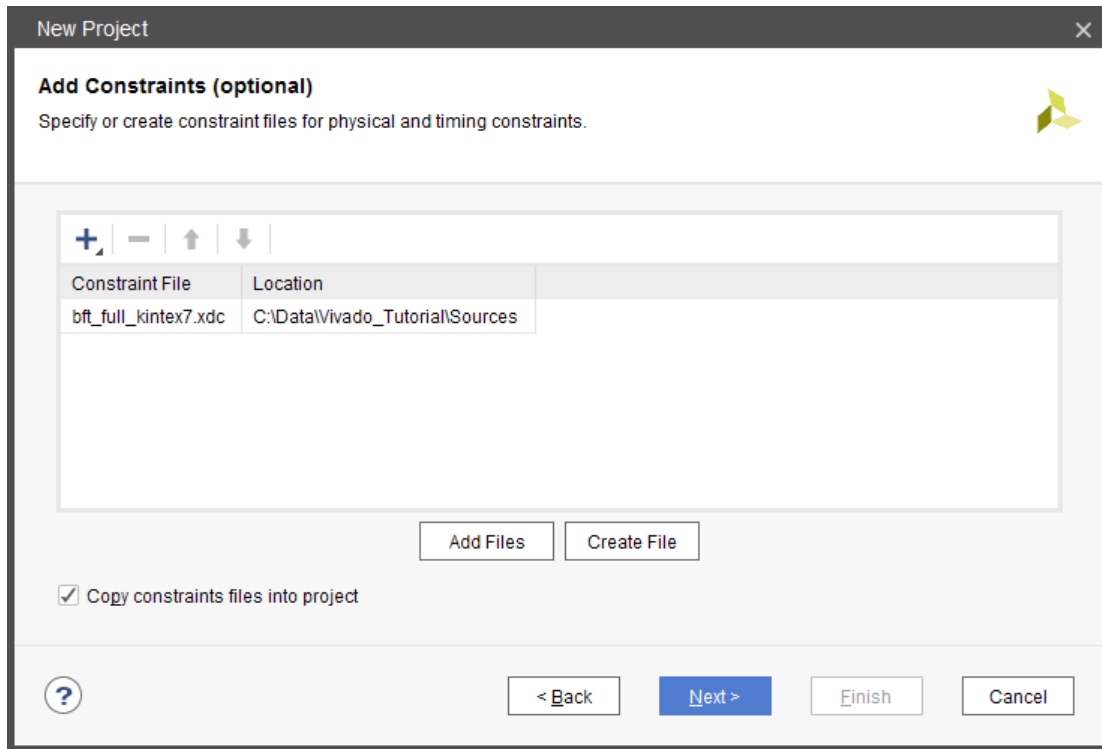 New Project
Add Constraints (optional)
Specify or create constraint files for physical and timing constraints.
Constraint File Location
bft_full_kintex7.xdc C:\Data\Vivado_Tutorial\Sources
Add Files Create File
Copy constraints files into project
? < Back Next > Finish Cancel